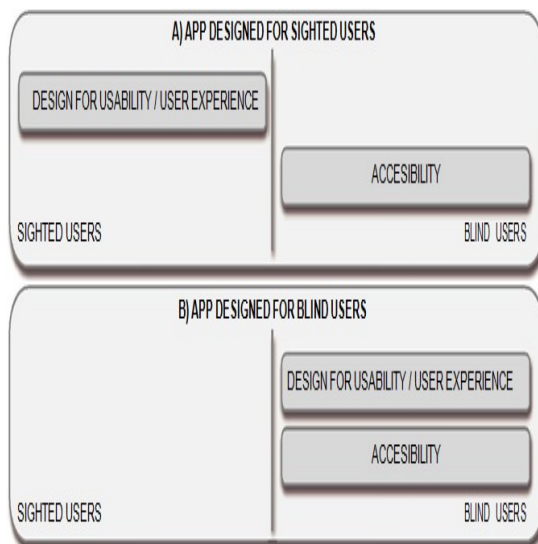 A) APP DESIGNED FOR SIGHTED USERS
DESIGN FOR USABILITY / USER EXPERIENCE
ACCESIBILITY
SIGHTED USERS
BLIND USERS
B) APP DESIGNED FOR BLIND USERS
DESIGN FOR USABILITY / USER EXPERIENCE
ACCESIBILITY
SIGHTED USERS
BLIND USERS